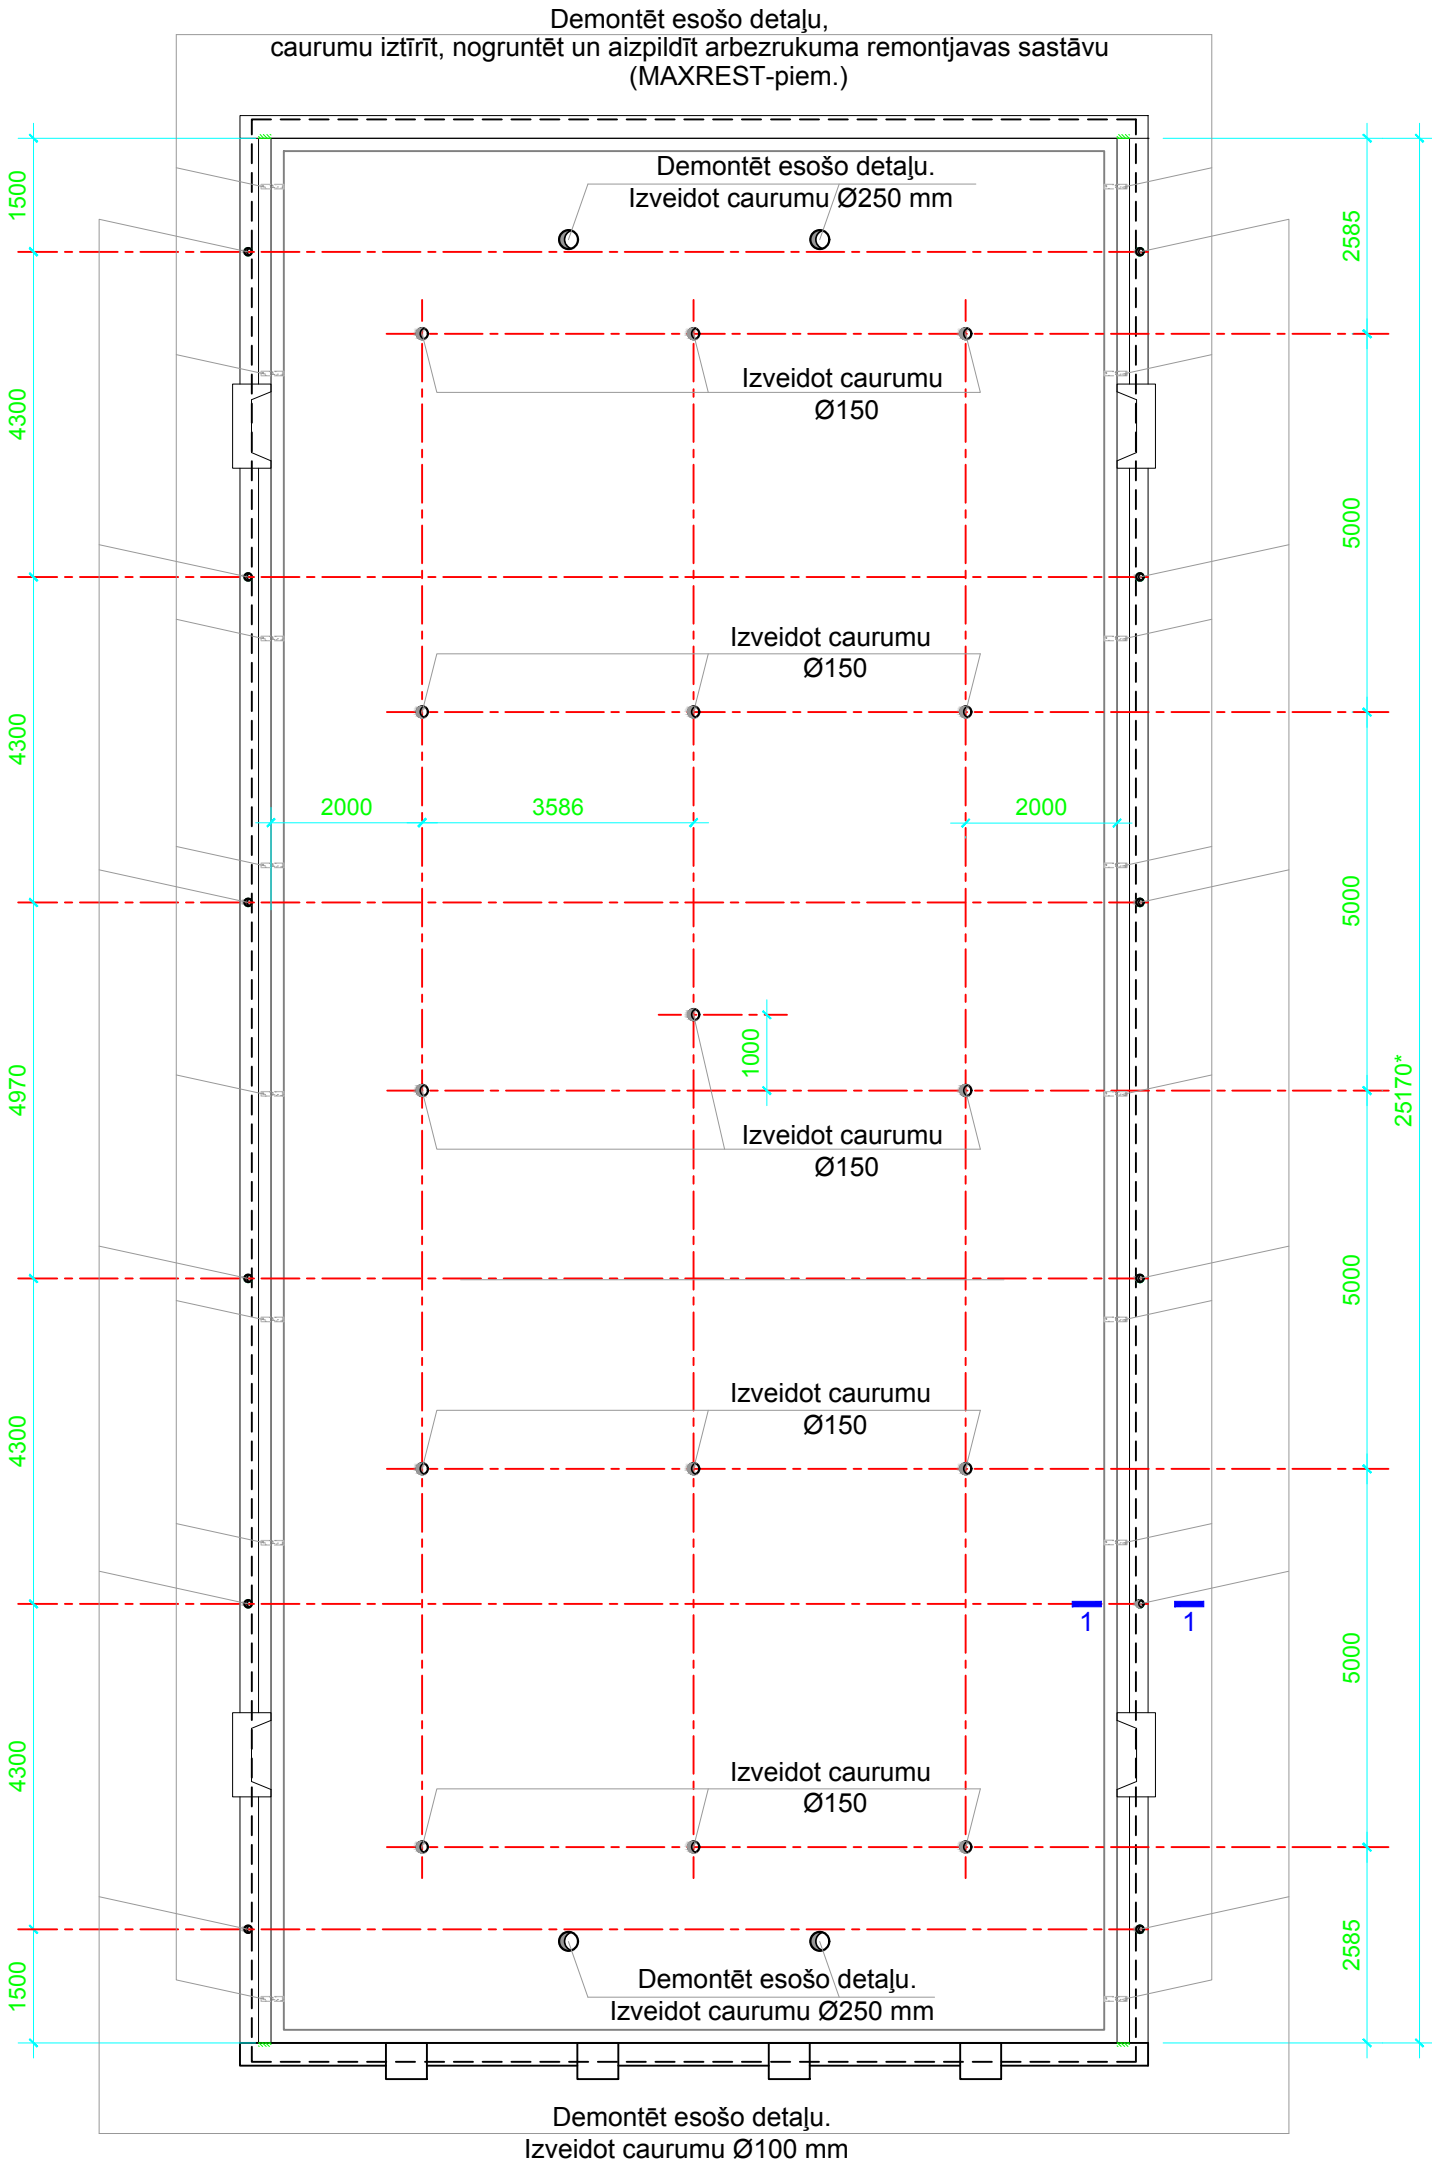 Demontēt esošo detaļu,
caurumu iztīrīt, nogruntēt un aizpildīt arbezrukuma remontjavas sastāvu
(MAXREST-piem.)
Demontēt esošo detaļu.
Izveidot caurumu Ø250 mm
1500
2585
Izveidot caurumu
Ø150
4300
5000
Izveidot caurumu
Ø150
4300
2000
3586
2000
5000
1000
4970
25170*
Izveidot caurumu
Ø150
5000
Izveidot caurumu
Ø150
4300
1
1
5000
Izveidot caurumu
Ø150
4300
2585
1500
Demontēt esošo detaļu.
Izveidot caurumu Ø250 mm
Demontēt esošo detaļu.
Izveidot caurumu Ø100 mm